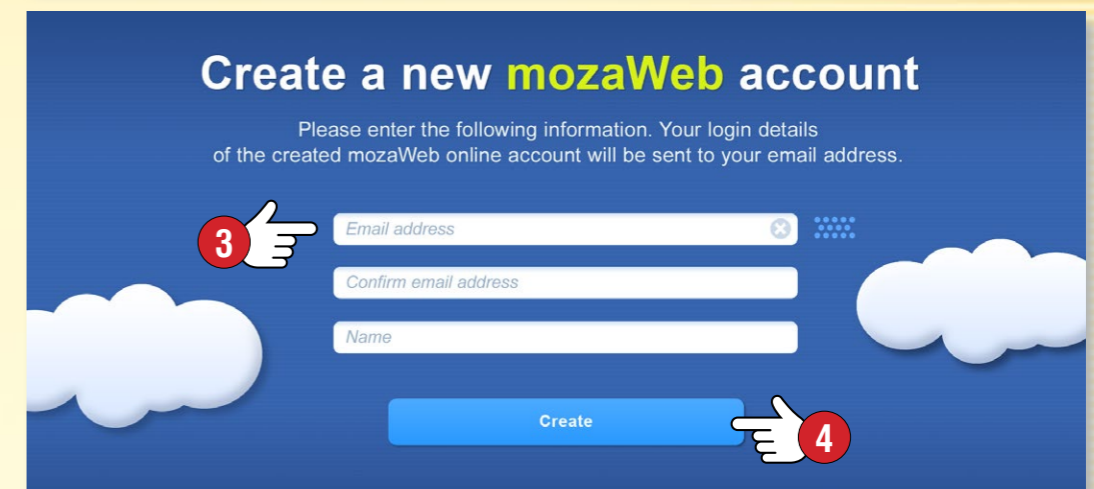 Create a new mozaWeb account
Please enter the following information. Your login details
of the created mozaWeb online account will be sent to your email address.
3
Email address
Confirm email address
Name
Create
4